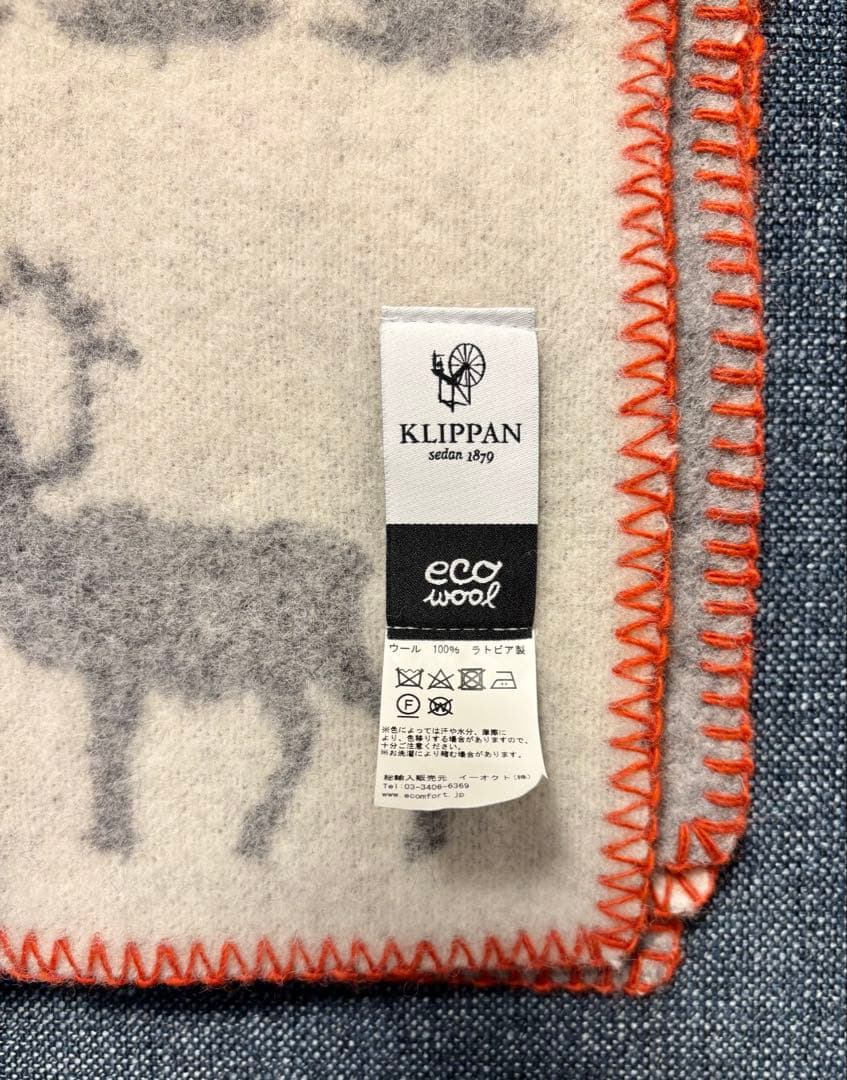 KLIPPAN
sedan 1879
eco
wool
ウール 100% ラトビア製
F W
※色によっては汗や水分、摩擦に
より、色移りする場合がありますので、
十分ご注意ください。
※お洗濯により縮む場合があります。
総輸入販売元 イーオクト(株)
Tel:03-3406-6369
www.ecomfort.jp